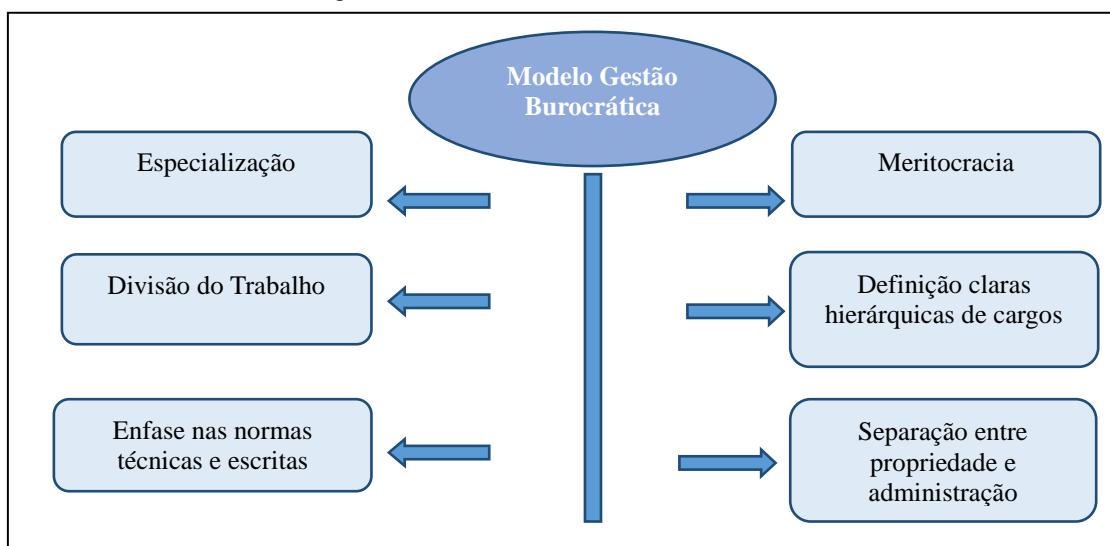 Modelo Gestão
Burocrática
Especialização
Meritocracia
Divisão do Trabalho
Definição claras
hierárquicas de cargos
Enfase nas normas
técnicas e escritas
Separação entre
propriedade e
administração